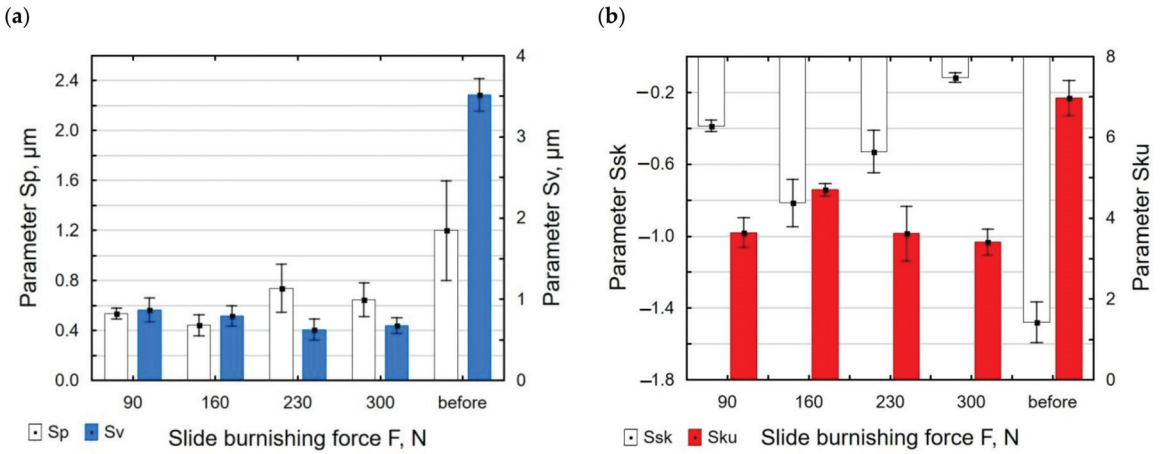 (a)
(b)
Parameter Sp, µm
2.4
2.0
1.6
1.2
0.8
0.4
0.0
4
3
2
1
0
Parameter Sv, µm
90 160 230 300 before
Sp Sv Slide burnishing force F, N
Parameter Ssk
−0.2
−0.6
−1.0
−1.4
−1.8
8
6
4
2
0
Parameter Sku
90 160 230 300 before
Ssk Sku Slide burnishing force F, N